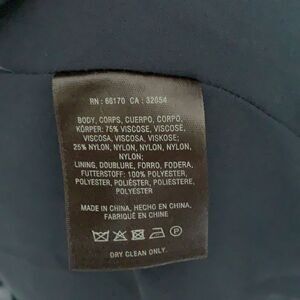 RN : 66170 CA : 32054
BODY, CORPS, CUERPO, CORPO,
KÖRPER: 75% VISCOSE, VISCOSE,
VISCOSA, VISCOSA, VISKOSE;
25% NYLON, NYLON, NYLON, NYLON,
NYLON;
LINING, DOUBLURE, FORRO, FODERA,
FUTTERSTOFF: 100% POLYESTER,
POLYESTER, POLIÉSTER, POLIESTERE,
POLYESTER
MADE IN CHINA, HECHO EN CHINA,
FABRIQUÉ EN CHINE
P
DRY CLEAN ONLY.